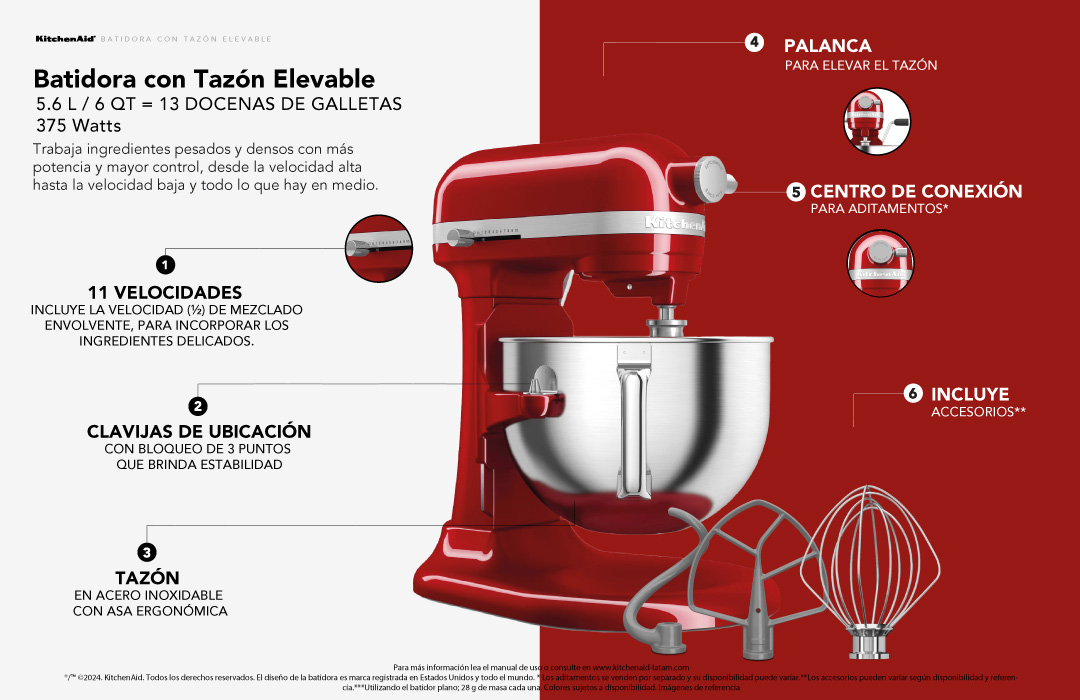 KitchenAid® BATIDORA CON TAZÓN ELEVABLE
Batidora con Tazón Elevable
5.6 L / 6 QT = 13 DOCENAS DE GALLETAS
375 Watts
Trabaja ingredientes pesados y densos con más
potencia y mayor control, desde la velocidad alta
hasta la velocidad baja y todo lo que hay en medio.
1
11 VELOCIDADES
INCLUYE LA VELOCIDAD (½) DE MEZCLADO
ENVOLVENTE, PARA INCORPORAR LOS
INGREDIENTES DELICADOS.
2
CLAVIJAS DE UBICACIÓN
CON BLOQUEO DE 3 PUNTOS
QUE BRINDA ESTABILIDAD
3
TAZÓN
EN ACERO INOXIDABLE
CON ASA ERGONÓMICA
4 PALANCA
PARA ELEVAR EL TAZÓN
5 CENTRO DE CONEXIÓN
PARA ADITAMENTOS*
KitchenAid
KitchenAid
6 INCLUYE
ACCESORIOS**
Para más información lea el manual de uso o consulte en www.kitchenaid-latam.com
®/™ ©2024. KitchenAid. Todos los derechos reservados. El diseño de la batidora es marca registrada en Estados Unidos y todo el mundo. * Los aditamentos se venden por separado y su disponibilidad puede variar.**Los accesorios pueden variar según disponibilidad y referen-
cia.***Utilizando el batidor plano; 28 g de masa cada una. Colores sujetos a disponibilidad. Imágenes de referencia